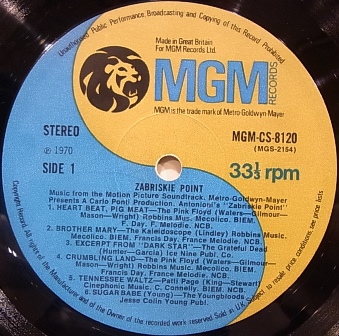 Unauthorised Public Performance, Broadcasting and Copying of this Record Prohibited
Made in Great Britain
For MGM Records Ltd.
MGM
RECORDS
MGM is the trade mark of Metro-Goldwyn-Mayer
STEREO
MGM-CS-8120
(MGS-2154)
℗ 1970
SIDE 1
33⅓ rpm
ZABRISKIE POINT
Music from the Motion Picture Soundtrack. Metro-Goldwyn-Mayer
Presents A Carlo Ponti Production. Antonioni's "Zabriskie Point"
1. HEART BEAT, PIG MEAT—The Pink Floyd (Waters—Gilmour—
Mason—Wright) Robbins Mus. Mecolico. BIEM.
F. Day. F. Moderne. NCB.
2. BROTHER MARY—The Kaleidoscope (Lindley) Robbins Music.
Mecolico. BIEM. Francis Day. France Melodie. NCB.
3. EXCERPT FROM "DARK STAR"—The Grateful Dead
(Hunter—Garcia) Ice Nine Publ. Co.
4. CRUMBLING LAND—The Pink Floyd (Waters—Gilmour—
Mason—Wright) Robbins Music. Mecolico. BIEM.
Francis Day. France Melodie. NCB.
5. TENNESSEE WALTZ—Patti Page (King—Stewart)
Cinephonic Music. C. Connelly. BIEM. NCB.
6. SUGARBABE (Young)—The Youngbloods
Jesse Colin Young Publ.
Copyright Records. All rights of the Manufacturer and of the Owner of the recorded work reserved. Sold in U.K. Subject to resale price conditions see price lists